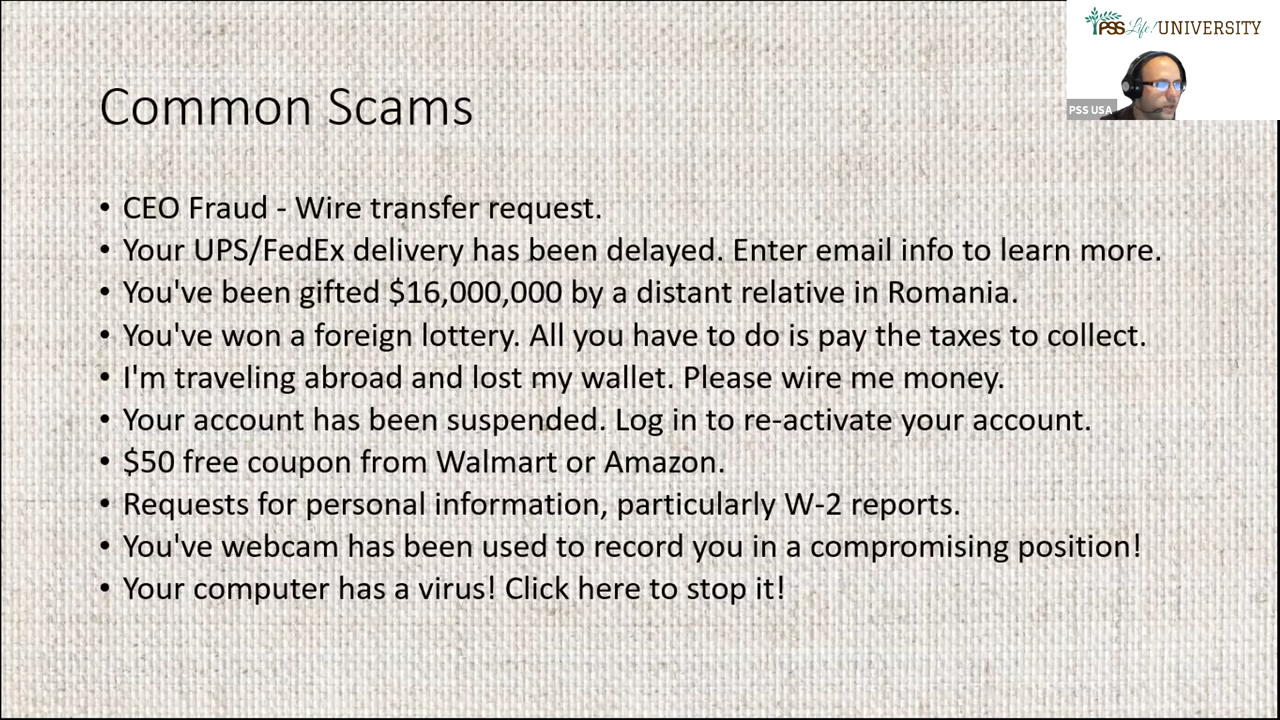 PSS Life! UNIVERSITY
PSS USA
Common Scams
• CEO Fraud - Wire transfer request.
• Your UPS/FedEx delivery has been delayed. Enter email info to learn more.
• You've been gifted $16,000,000 by a distant relative in Romania.
• You've won a foreign lottery. All you have to do is pay the taxes to collect.
• I'm traveling abroad and lost my wallet. Please wire me money.
• Your account has been suspended. Log in to re-activate your account.
• $50 free coupon from Walmart or Amazon.
• Requests for personal information, particularly W-2 reports.
• You've webcam has been used to record you in a compromising position!
• Your computer has a virus! Click here to stop it!